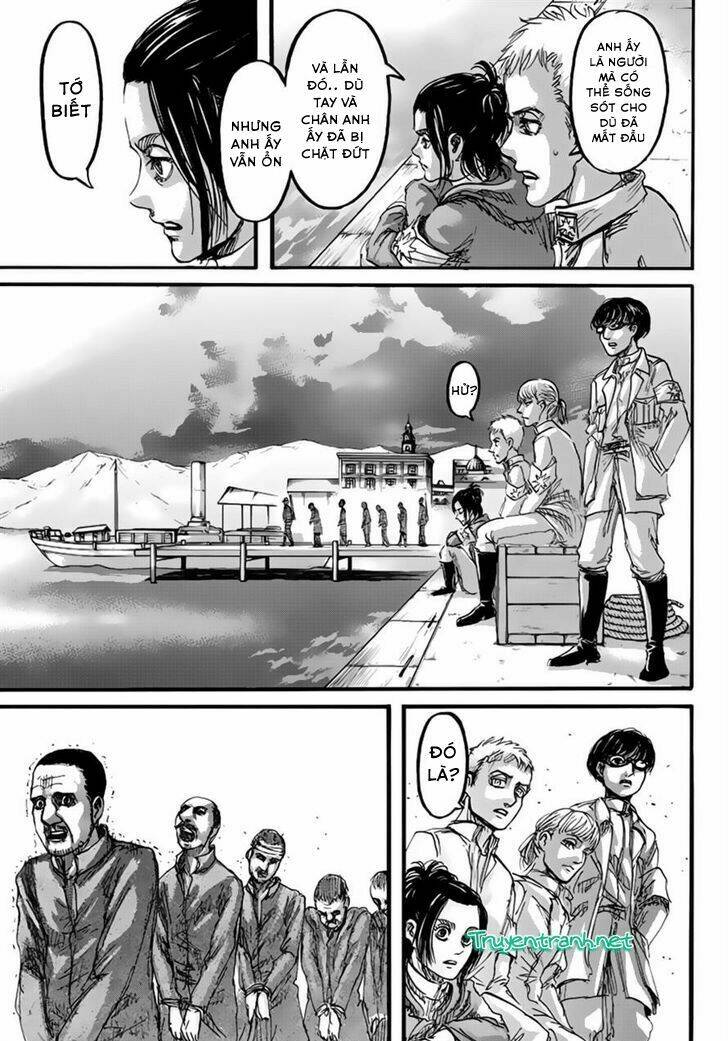 ANH ẤY
LÀ NGƯỜI
MÀ CÓ
THỂ SỐNG
SÓT CHO
DÙ ĐÃ
MẤT ĐẦU
VÀ LẦN
ĐÓ.. DÙ
TAY VÀ
CHÂN ANH
ẤY ĐÃ BỊ
CHẶT ĐỨT
NHƯNG
ANH ẤY
VẪN ỔN
TỚ
BIẾT
HỬ?
ĐÓ
LÀ?
Truyentranh.net